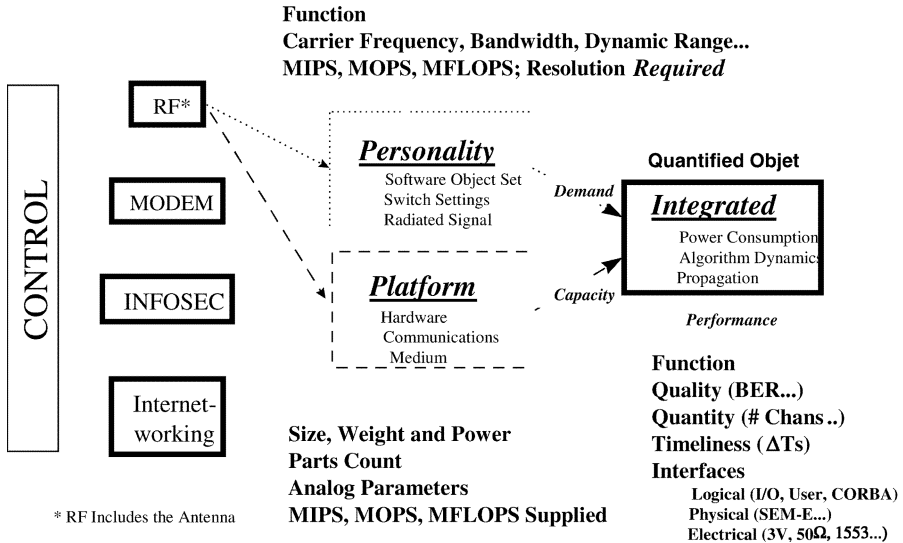 Function
Carrier Frequency, Bandwidth, Dynamic Range...
MIPS, MOPS, MFLOPS; Resolution Required
CONTROL
RF*
MODEM
INFOSEC
Internet-
working
* RF Includes the Antenna
Personality
Software Object Set
Switch Settings
Radiated Signal
Platform
Hardware
Communications
Medium
Demand
Capacity
Quantified Objet
Integrated
Power Consumption
Algorithm Dynamics
Propagation
Performance
Size, Weight and Power
Parts Count
Analog Parameters
MIPS, MOPS, MFLOPS Supplied
Function
Quality (BER...)
Quantity (# Chans ..)
Timeliness (ΔTs)
Interfaces
Logical (I/O, User, CORBA)
Physical (SEM-E...)
Electrical (3V, 50Ω, 1553...)